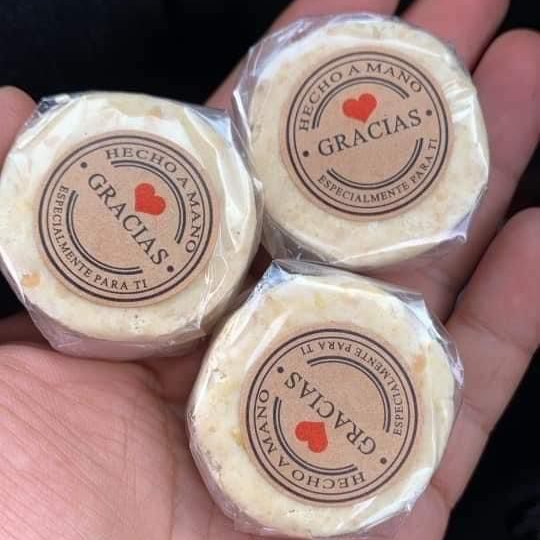 HECHO A MANO
GRACIAS
ESPECIALMENTE PARA TI
HECHO A MANO
GRACIAS
ESPECIALMENTE PARA TI
HECHO A MANO
GRACIAS
ESPECIALMENTE PARA TI